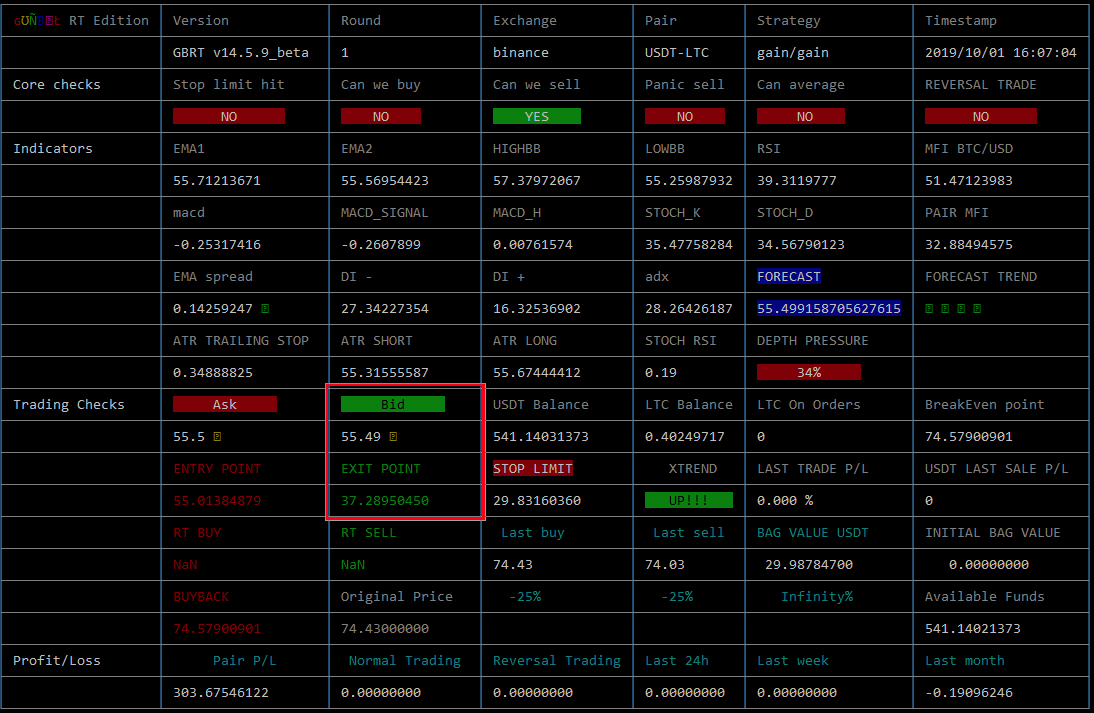 GUÑBOŁ RT Edition Version Round Exchange Pair Strategy Timestamp
GBRT v14.5.9_beta 1 binance USDT-LTC gain/gain 2019/10/01 16:07:04
Core checks Stop limit hit Can we buy Can we sell Panic sell Can average REVERSAL TRADE
NO NO YES NO NO NO
Indicators EMA1 EMA2 HIGHBB LOWBB RSI MFI BTC/USD
55.71213671 55.56954423 57.37972067 55.25987932 39.3119777 51.47123983
macd MACD_SIGNAL MACD_H STOCH_K STOCH_D PAIR MFI
-0.25317416 -0.2607899 0.00761574 35.47758284 34.56790123 32.88494575
EMA spread DI - DI + adx FORECAST FORECAST TREND
0.14259247 27.34227354 16.32536902 28.26426187 55.499158705627615
ATR TRAILING STOP ATR SHORT ATR LONG STOCH RSI DEPTH PRESSURE
0.34888825 55.31555587 55.67444412 0.19 34%
Trading Checks Ask Bid USDT Balance LTC Balance LTC On Orders BreakEven point
55.5 55.49 541.14031373 0.40249717 0 74.57900901
ENTRY POINT EXIT POINT STOP LIMIT XTREND LAST TRADE P/L USDT LAST SALE P/L
55.01384879 37.28950450 29.83160360 UP!!! 0.000 % 0
RT BUY RT SELL Last buy Last sell BAG VALUE USDT INITIAL BAG VALUE
NaN NaN 74.43 74.03 29.98784700 0.00000000
BUYBACK Original Price -25% -25% Infinity% Available Funds
74.57900901 74.43000000 541.14021373
Profit/Loss Pair P/L Normal Trading Reversal Trading Last 24h Last week Last month
303.67546122 0.00000000 0.00000000 0.00000000 0.00000000 -0.19096246